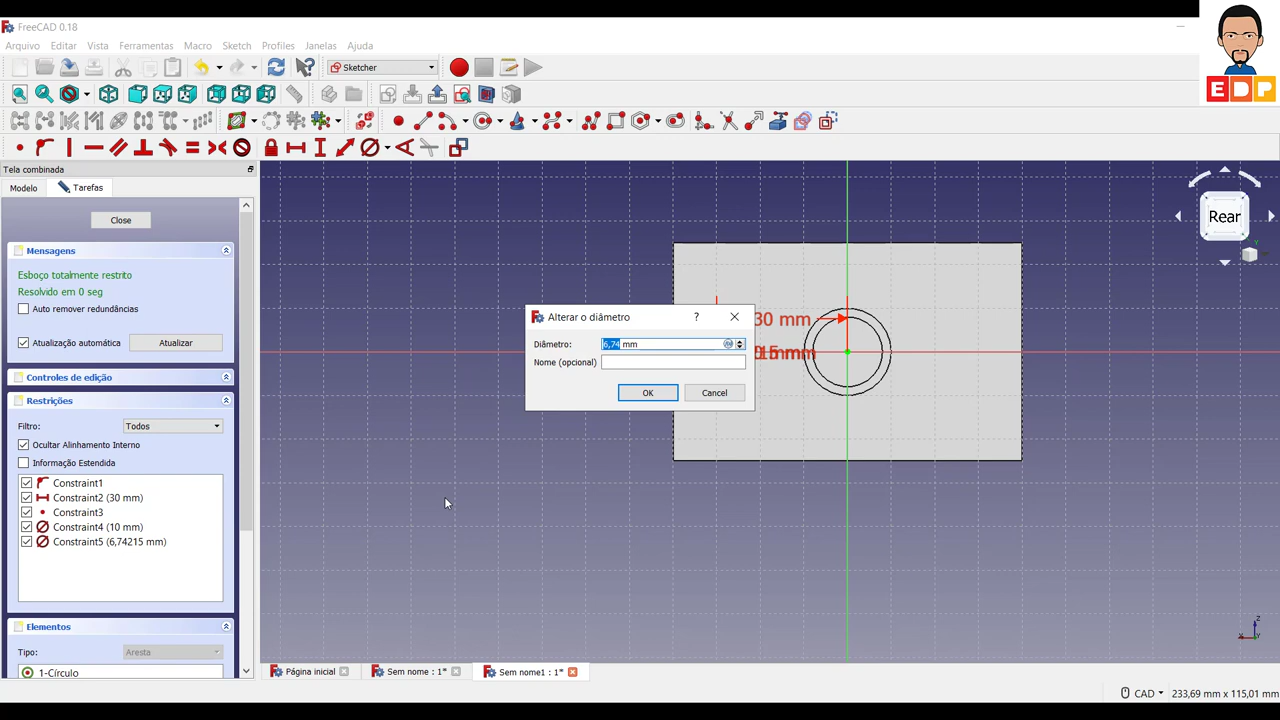 FreeCAD 0.18
Arquivo Editar Vista Ferramentas Macro Sketch Profiles Janelas Ajuda
Sketcher
EDP
Tela combinada
Modelo Tarefas
Close
Mensagens
Esboço totalmente restrito
Resolvido em 0 seg
Auto remover redundâncias
Atualização automática Atualizar
Controles de edição
Restrições
Filtro: Todos
Ocultar Alinhamento Interno
Informação Estendida
Constraint1
Constraint2 (30 mm)
Constraint3
Constraint4 (10 mm)
Constraint5 (6,74215 mm)
Elementos
Tipo: Aresta
1-Círculo
Alterar o diâmetro ?
Diâmetro: 6,74 mm
Nome (opcional)
OK Cancel
30 mm
Rear
Página inicial Sem nome : 1* Sem nome1 : 1*
CAD 233,69 mm x 115,01 mm